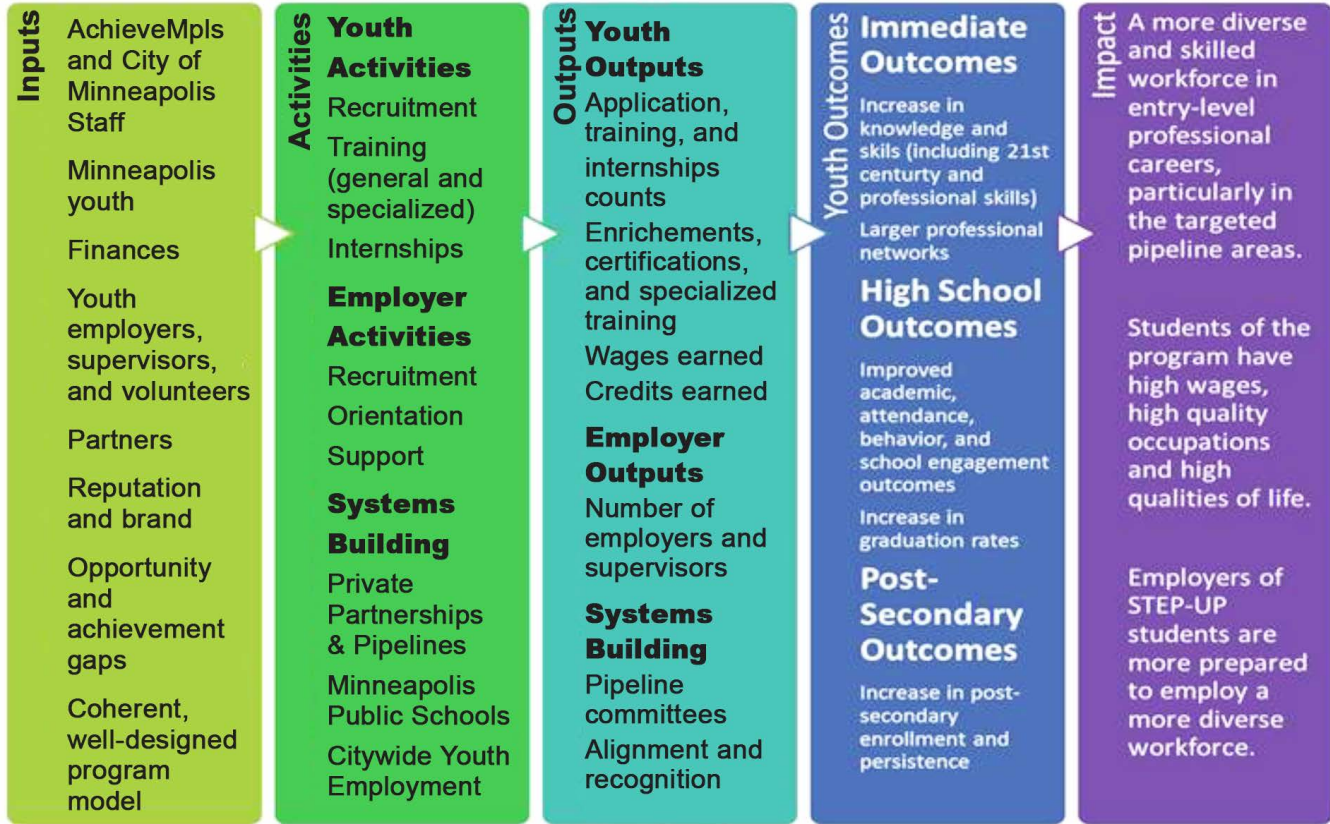 Inputs
AchieveMpls
and City of
Minneapolis
Staff
Minneapolis
youth
Finances
Youth
employers,
supervisors,
and volunteers
Partners
Reputation
and brand
Opportunity
and
achievement
gaps
Coherent,
well-designed
program
model
Activities
Youth
Activities
Recruitment
Training
(general and
specialized)
Internships
Employer
Activities
Recruitment
Orientation
Support
Systems
Building
Private
Partnerships
& Pipelines
Minneapolis
Public Schools
Citywide Youth
Employment
Outputs
Youth
Outputs
Application,
training, and
internships
counts
Enrichements,
certifications,
and specialized
training
Wages earned
Credits earned
Employer
Outputs
Number of
employers and
supervisors
Systems
Building
Pipeline
committees
Alignment and
recognition
Youth Outcomes
Immediate
Outcomes
Increase in
knowledge and
skils (including 21st
centurty and
professional skills)
Larger professional
networks
High School
Outcomes
Improved
academic,
attendance,
behavior, and
school engagement
outcomes
Increase in
graduation rates
Post-
Secondary
Outcomes
Increase in post-
secondary
enrollment and
persistence
Impact
A more diverse
and skilled
workforce in
entry-level
professional
careers,
particularly in
the targeted
pipeline areas.
Students of the
program have
high wages,
high quality
occupations
and high
qualities of life.
Employers of
STEP-UP
students are
more prepared
to employ a
more diverse
workforce.